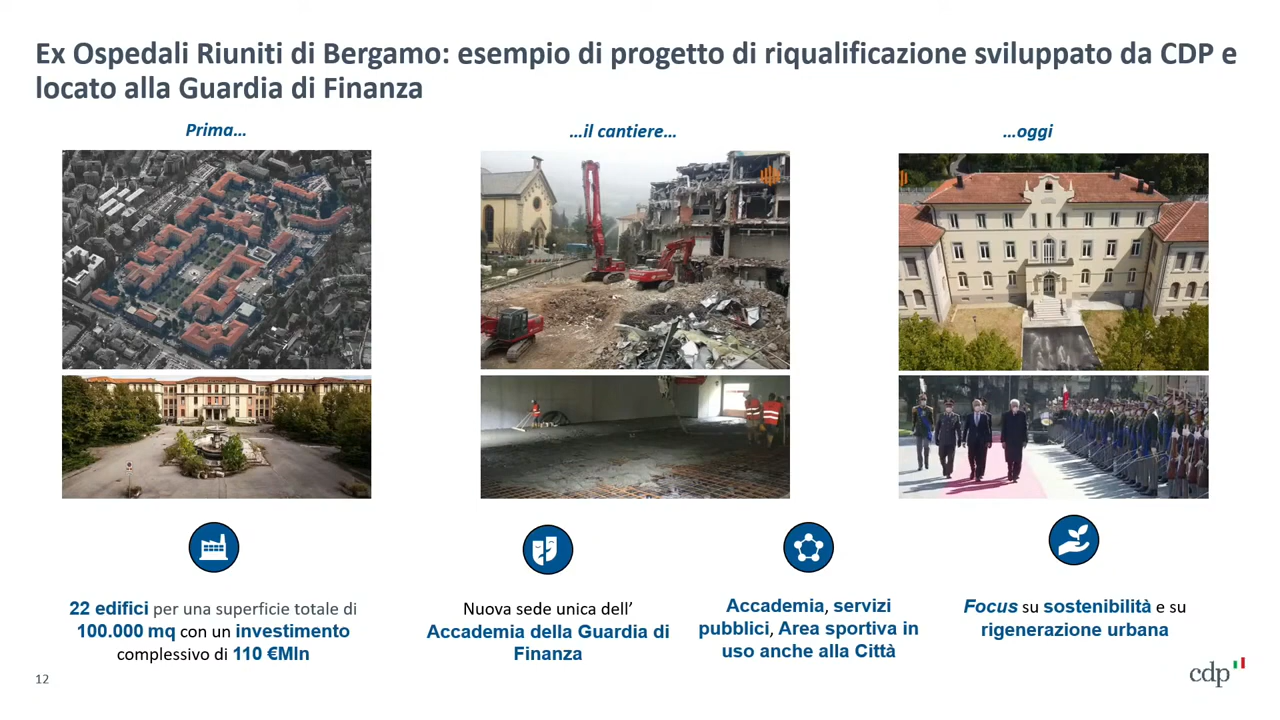 Ex Ospedali Riuniti di Bergamo: esempio di progetto di riqualificazione sviluppato da CDP e
locato alla Guardia di Finanza
Prima…
…il cantiere…
…oggi
22 edifici per una superficie totale di
100.000 mq con un investimento
complessivo di 110 €Mln
Nuova sede unica dell’
Accademia della Guardia di
Finanza
Accademia, servizi
pubblici, Area sportiva in
uso anche alla Città
Focus su sostenibilità e su
rigenerazione urbana
12
cdp